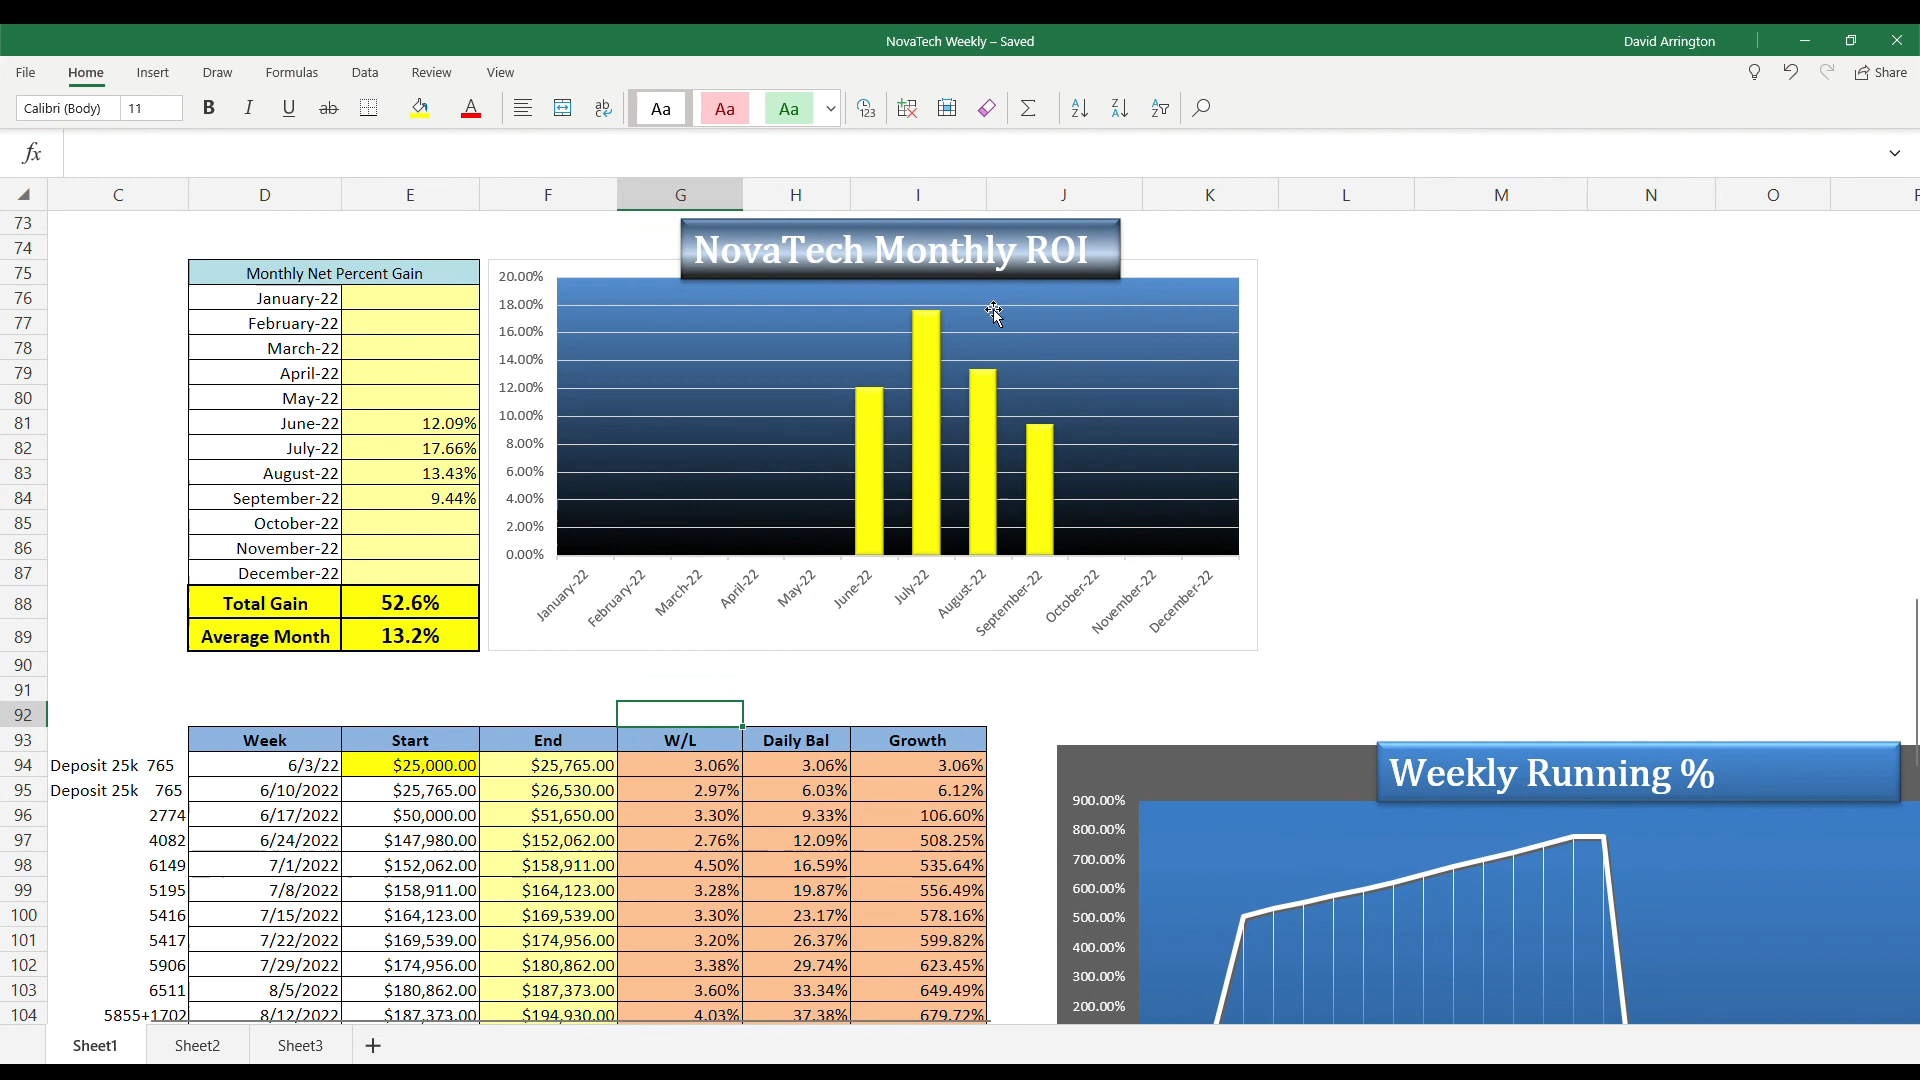 NovaTech Weekly – Saved
David Arrington
File Home Insert Draw Formulas Data Review View Share
Calibri (Body) 11 B I U ab Aa Aa Aa
fx
C D E F G H I J K L M N O
73
74
NovaTech Monthly ROI
75 Monthly Net Percent Gain
76 January-22
77 February-22
78 March-22
79 April-22
80 May-22
81 June-22 12.09%
82 July-22 17.66%
83 August-22 13.43%
84 September-22 9.44%
85 October-22
86 November-22
87 December-22
88 Total Gain 52.6%
89 Average Month 13.2%
20.00%
18.00%
16.00%
14.00%
12.00%
10.00%
8.00%
6.00%
4.00%
2.00%
0.00%
January-22 February-22 March-22 April-22 May-22 June-22 July-22 August-22 September-22 October-22 November-22 December-22
90
91
92
93 Week Start End W/L Daily Bal Growth
94 Deposit 25k 765 6/3/22 $25,000.00 $25,765.00 3.06% 3.06% 3.06%
95 Deposit 25k 765 6/10/2022 $25,765.00 $26,530.00 2.97% 6.03% 6.12%
96 2774 6/17/2022 $50,000.00 $51,650.00 3.30% 9.33% 106.60%
97 4082 6/24/2022 $147,980.00 $152,062.00 2.76% 12.09% 508.25%
98 6149 7/1/2022 $152,062.00 $158,911.00 4.50% 16.59% 535.64%
99 5195 7/8/2022 $158,911.00 $164,123.00 3.28% 19.87% 556.49%
100 5416 7/15/2022 $164,123.00 $169,539.00 3.30% 23.17% 578.16%
101 5417 7/22/2022 $169,539.00 $174,956.00 3.20% 26.37% 599.82%
102 5906 7/29/2022 $174,956.00 $180,862.00 3.38% 29.74% 623.45%
103 6511 8/5/2022 $180,862.00 $187,373.00 3.60% 33.34% 649.49%
104 5855+1702 8/12/2022 $187,373.00 $194,930.00 4.03% 37.38% 679.72%
Weekly Running %
900.00%
800.00%
700.00%
600.00%
500.00%
400.00%
300.00%
200.00%
Sheet1 Sheet2 Sheet3